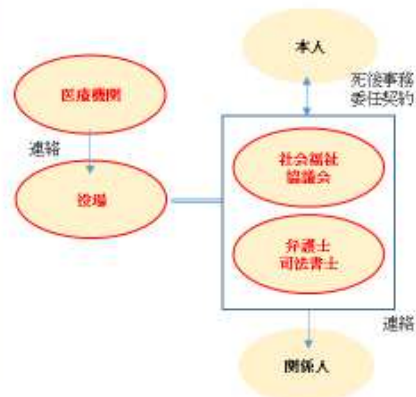 本人
死後事務
委任契約
医療機関
連絡
役場
社会福祉
協議会
弁護士
司法書士
連絡
関係人